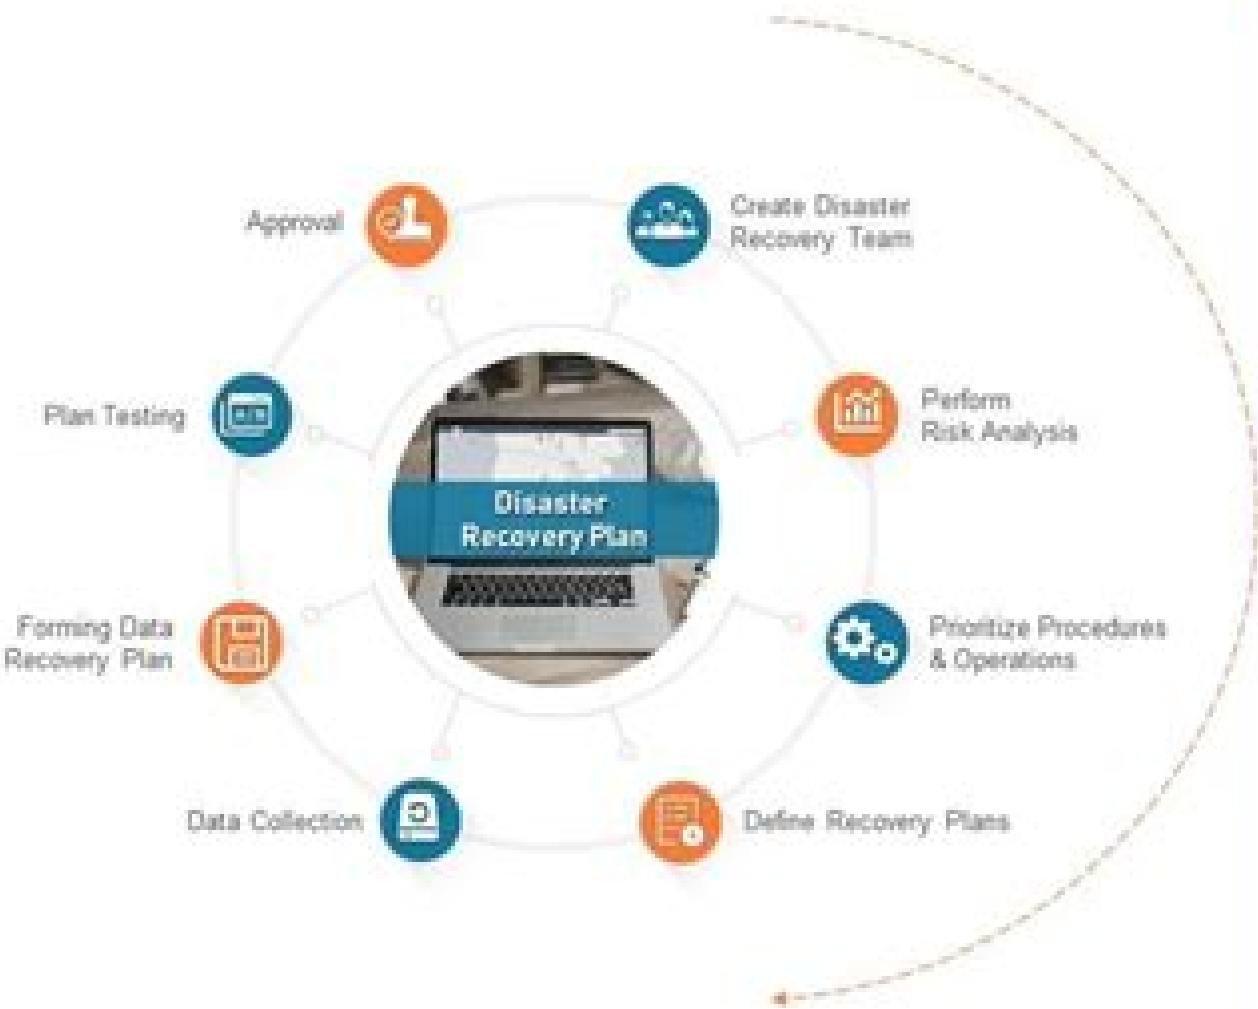 Approval
Create Disaster
Recovery Team
Plan Testing
Perform
Risk Analysis
Disaster
Recovery Plan
Forming Data
Recovery Plan
Prioritize Procedures
& Operations
Data Collection
Define Recovery Plans